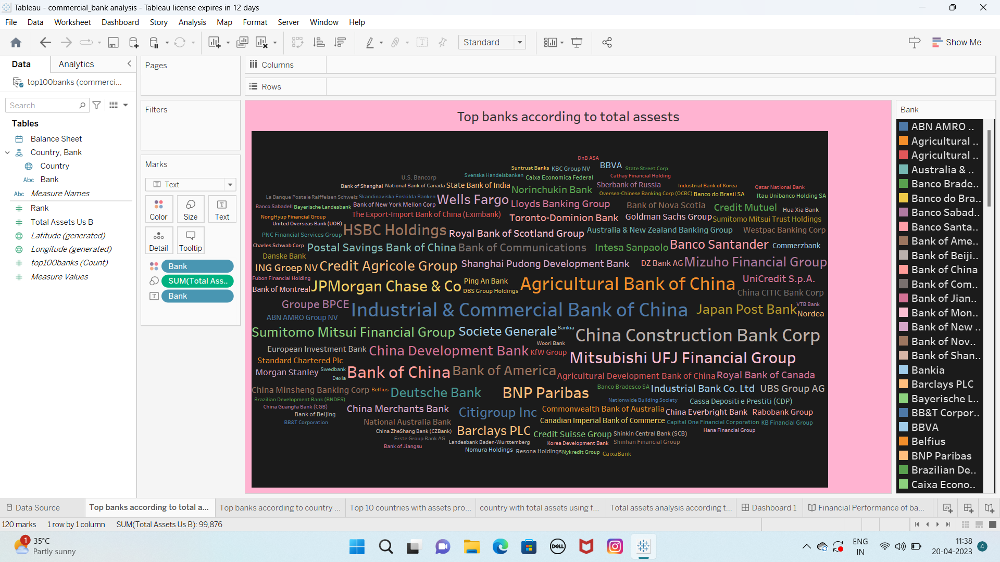 Tableau - commercial_bank analysis - Tableau license expires in 12 days
File Data Worksheet Dashboard Story Analysis Map Format Server Window Help
Standard
Show Me
Data Analytics
top100banks (commerci...
Search
Tables
Balance Sheet
Country, Bank
Country
Abc Bank
Abc Measure Names
Rank
Total Assets Us B
Latitude (generated)
Longitude (generated)
top100banks (Count)
Measure Values
Pages
Filters
Marks
Text
Color Size Text
Detail Tooltip
Bank
SUM(Total Ass..
Bank
Columns
Rows
Top banks according to total assests
DnB ASA
Suntrust Banks KBC Group NV BBVA State Street Corp
U.S. Bancorp Svenska Handelsbanken Caixa Economica Federal Cathay Financial Holding
Bank of Shanghai National Bank of Canada State Bank of India Norinchukin Bank Sberbank of Russia Industrial Bank of Korea Qatar National Bank
La Banque Postale Raiffeisen Schweiz Skandinaviska Enskilda Banken Wells Fargo Oversea-Chinese Banking Corp (OCBC) Banco do Brasil SA Itau Unibanco Holding SA
Banco Sabadell Bayerische Landesbank Bank of New York Mellon Corp Lloyds Banking Group Bank of Nova Scotia Credit Mutuel Hua Xia Bank
NongHyup Financial Group The Export-Import Bank of China (Eximbank) Toronto-Dominion Bank Goldman Sachs Group Sumitomo Mitsui Trust Holdings
United Overseas Bank (UOB) HSBC Holdings Royal Bank of Scotland Group Australia & New Zealand Banking Group Westpac Banking Corp
PNC Financial Services Group
Charles Schwab Corp Postal Savings Bank of China Bank of Communications Intesa Sanpaolo Banco Santander Commerzbank
Danske Bank
ING Groep NV Credit Agricole Group Shanghai Pudong Development Bank DZ Bank AG Mizuho Financial Group
Fubon Financial Holding Ping An Bank UniCredit S.p.A.
Bank of Montreal JPMorgan Chase & Co DBS Group Holdings Agricultural Bank of China China CITIC Bank Corp
Groupe BPCE Industrial & Commercial Bank of China Japan Post Bank VTB Bank
ABN AMRO Group NV Nordea
Sumitomo Mitsui Financial Group Societe Generale Bankia China Construction Bank Corp
Woori Bank
European Investment Bank China Development Bank KfW Group
Standard Chartered Plc Mitsubishi UFJ Financial Group
Morgan Stanley Swedbank Bank of China Bank of America Agricultural Development Bank of China Royal Bank of Canada
Dexia
China Minsheng Banking Corp Belfius Deutsche Bank BNP Paribas Banco Bradesco SA Industrial Bank Co. Ltd UBS Group AG
Brazilian Development Bank (BNDES) Nationwide Building Society Cassa Depositi e Prestiti (CDP)
China Guangfa Bank (CGB) China Merchants Bank Citigroup Inc Commonwealth Bank of Australia China Everbright Bank Rabobank Group
Bank of Beijing
BB&T Corporation National Australia Bank Canadian Imperial Bank of Commerce Capital One Financial Corporation KB Financial Group
China ZheShang Bank (CZBank) Barclays PLC Credit Suisse Group Shinkin Central Bank (SCB) Hana Financial Group
Erste Group Bank AG Landesbank Baden-Wurttemberg Korea Development Bank Shinhan Financial Group
Bank of Jiangsu Nomura Holdings Resona Holdings Nykredit Group CaixaBank
Bank
ABN AMRO ..
Agricultural ..
Agricultural ..
Australia & ..
Banco Brade..
Banco do Bra..
Banco Sabad..
Banco Santa..
Bank of Ame..
Bank of Beiji..
Bank of China
Bank of Com..
Bank of Jian..
Bank of Mon..
Bank of New ..
Bank of Nov..
Bank of Shan..
Bankia
Barclays PLC
Bayerische L..
BB&T Corpor..
BBVA
Belfius
BNP Paribas
Brazilian De..
Caixa Econo..
Data Source Top banks according to total a... Top banks according to country ... Top 10 countries with assets pro... country with total assets using f... Total assets analysis according t... Dashboard 1 Financial Performance of ba...
120 marks 1 row by 1 column SUM(Total Assets Us B): 99,876
1 35°C
Partly sunny
DELL
ENG
IN
11:38
20-04-2023
4